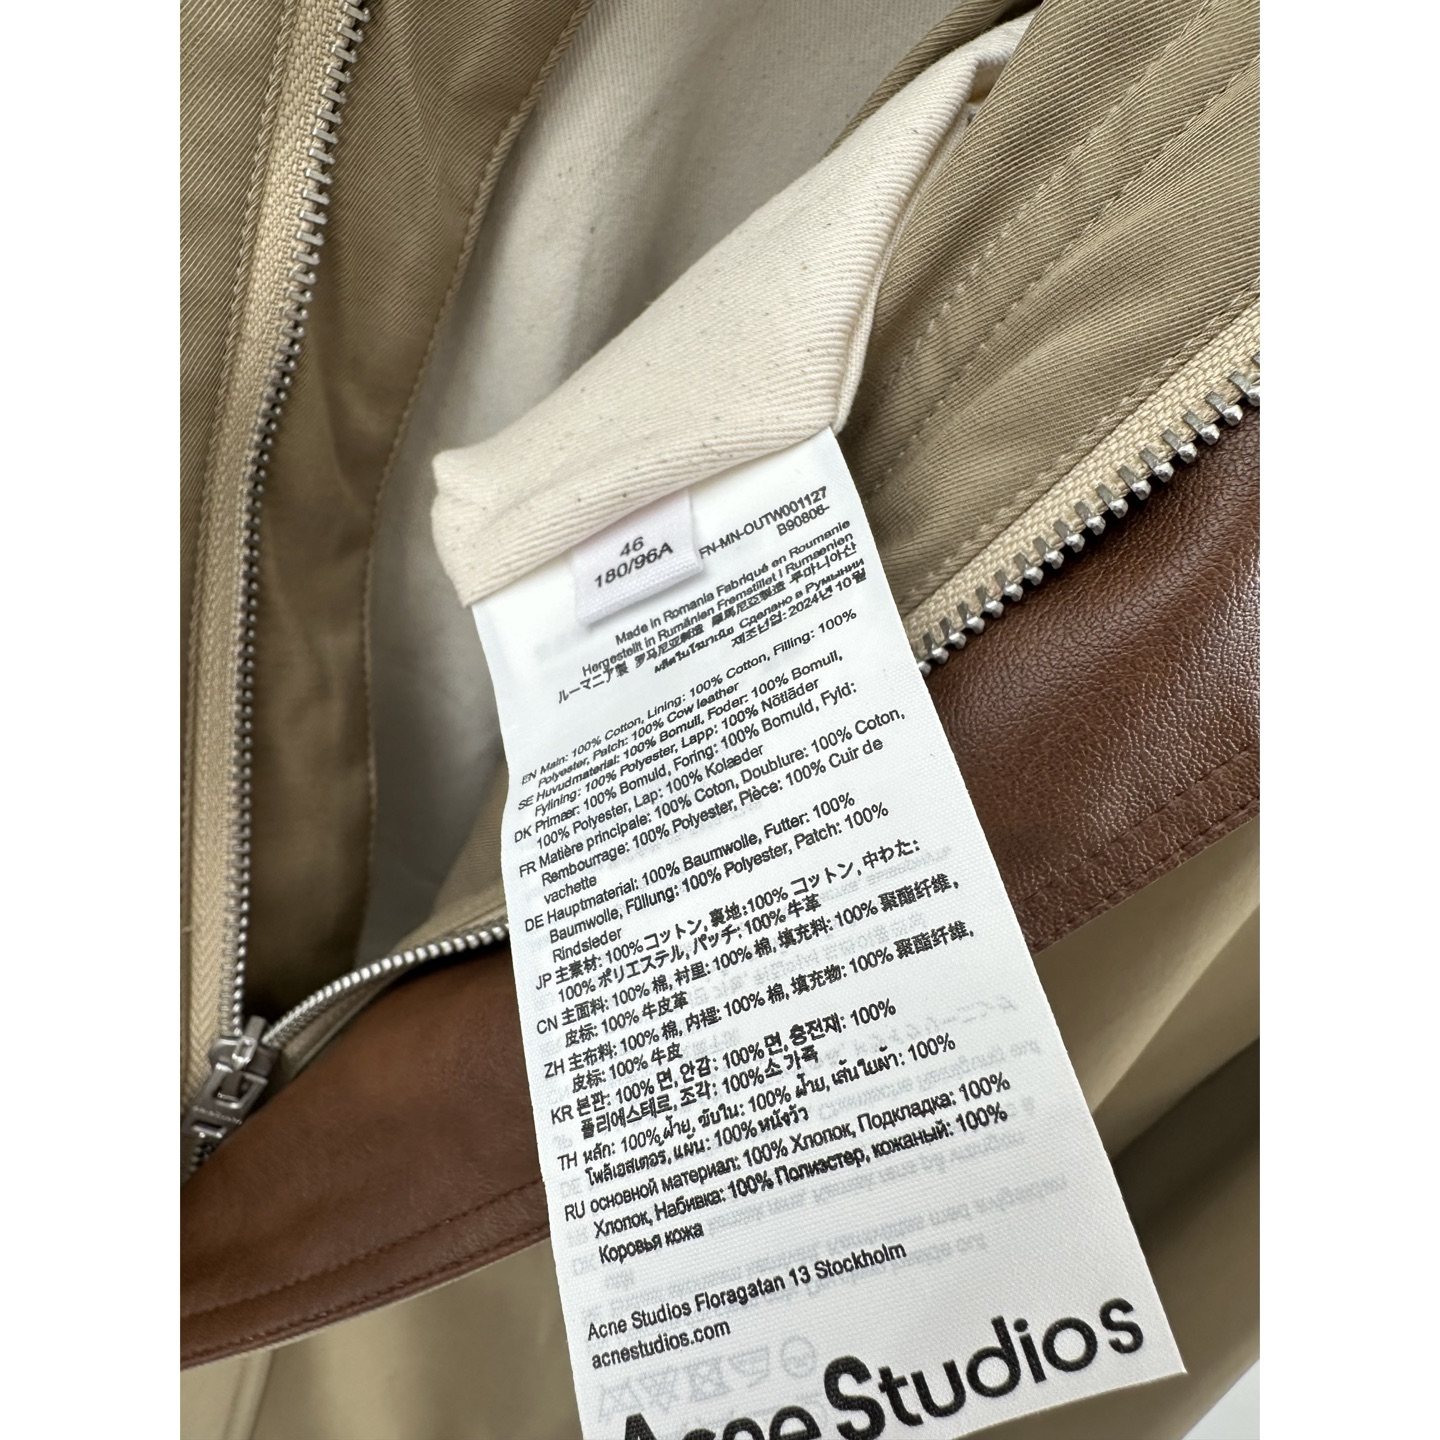 46
180/96A
FN-MN-OUTW001127
B90806-
Made in Romania Fabriqué en Roumanie
Hergestellt in Rumänien Fremstillet i Rumænien
ルーマニア製 罗马尼亚制造 羅馬尼亞製造 루마니아산
ผลิตในโรมาเนีย Сделано в Румынии
제조년업: 2024년 10월
EN Main: 100% Cotton, Lining: 100% Cotton, Filling: 100%
Polyester, Patch: 100% Cow leather
SE Huvudmaterial: 100% Bomull, Foder: 100% Bomull,
Fyllning: 100% Polyester, Lapp: 100% Nötläder
DK Primær: 100% Bomuld, Foring: 100% Bomuld, Fyld:
100% Polyester, Lap: 100% Kolæder
FR Matière principale: 100% Coton, Doublure: 100% Coton,
Rembourrage: 100% Polyester, Pièce: 100% Cuir de
vachette
DE Hauptmaterial: 100% Baumwolle, Futter: 100%
Baumwolle, Füllung: 100% Polyester, Patch: 100%
Rindsleder
JP 主素材: 100% コットン, 裏地:100% コットン, 中わた:
100% ポリエステル, パッチ: 100% 牛革
CN 主面料: 100% 棉, 衬里: 100% 棉, 填充料: 100% 聚酯纤维,
皮标: 100% 牛皮革
ZH 主布料: 100% 棉, 内裡: 100% 棉, 填充物: 100% 聚酯纤维,
皮标: 100% 牛皮
KR 본판: 100% 면, 안감: 100% 면, 충전재: 100%
폴리에스테르, 조각: 100% 소 가죽
TH หลัก: 100% ฝ้าย, ซับใน: 100% ฝ้าย, เส้นใยผ้า: 100%
โพลีเอสเตอร์, แผ่น: 100% หนังวัว
RU основной материал: 100% Хлопок, Подкладка: 100%
Хлопок, Набивка: 100% Полиэстер, кожаный: 100%
Коровья кожа
Acne Studios Floragatan 13 Stockholm
acnestudios.com
Acne Studios